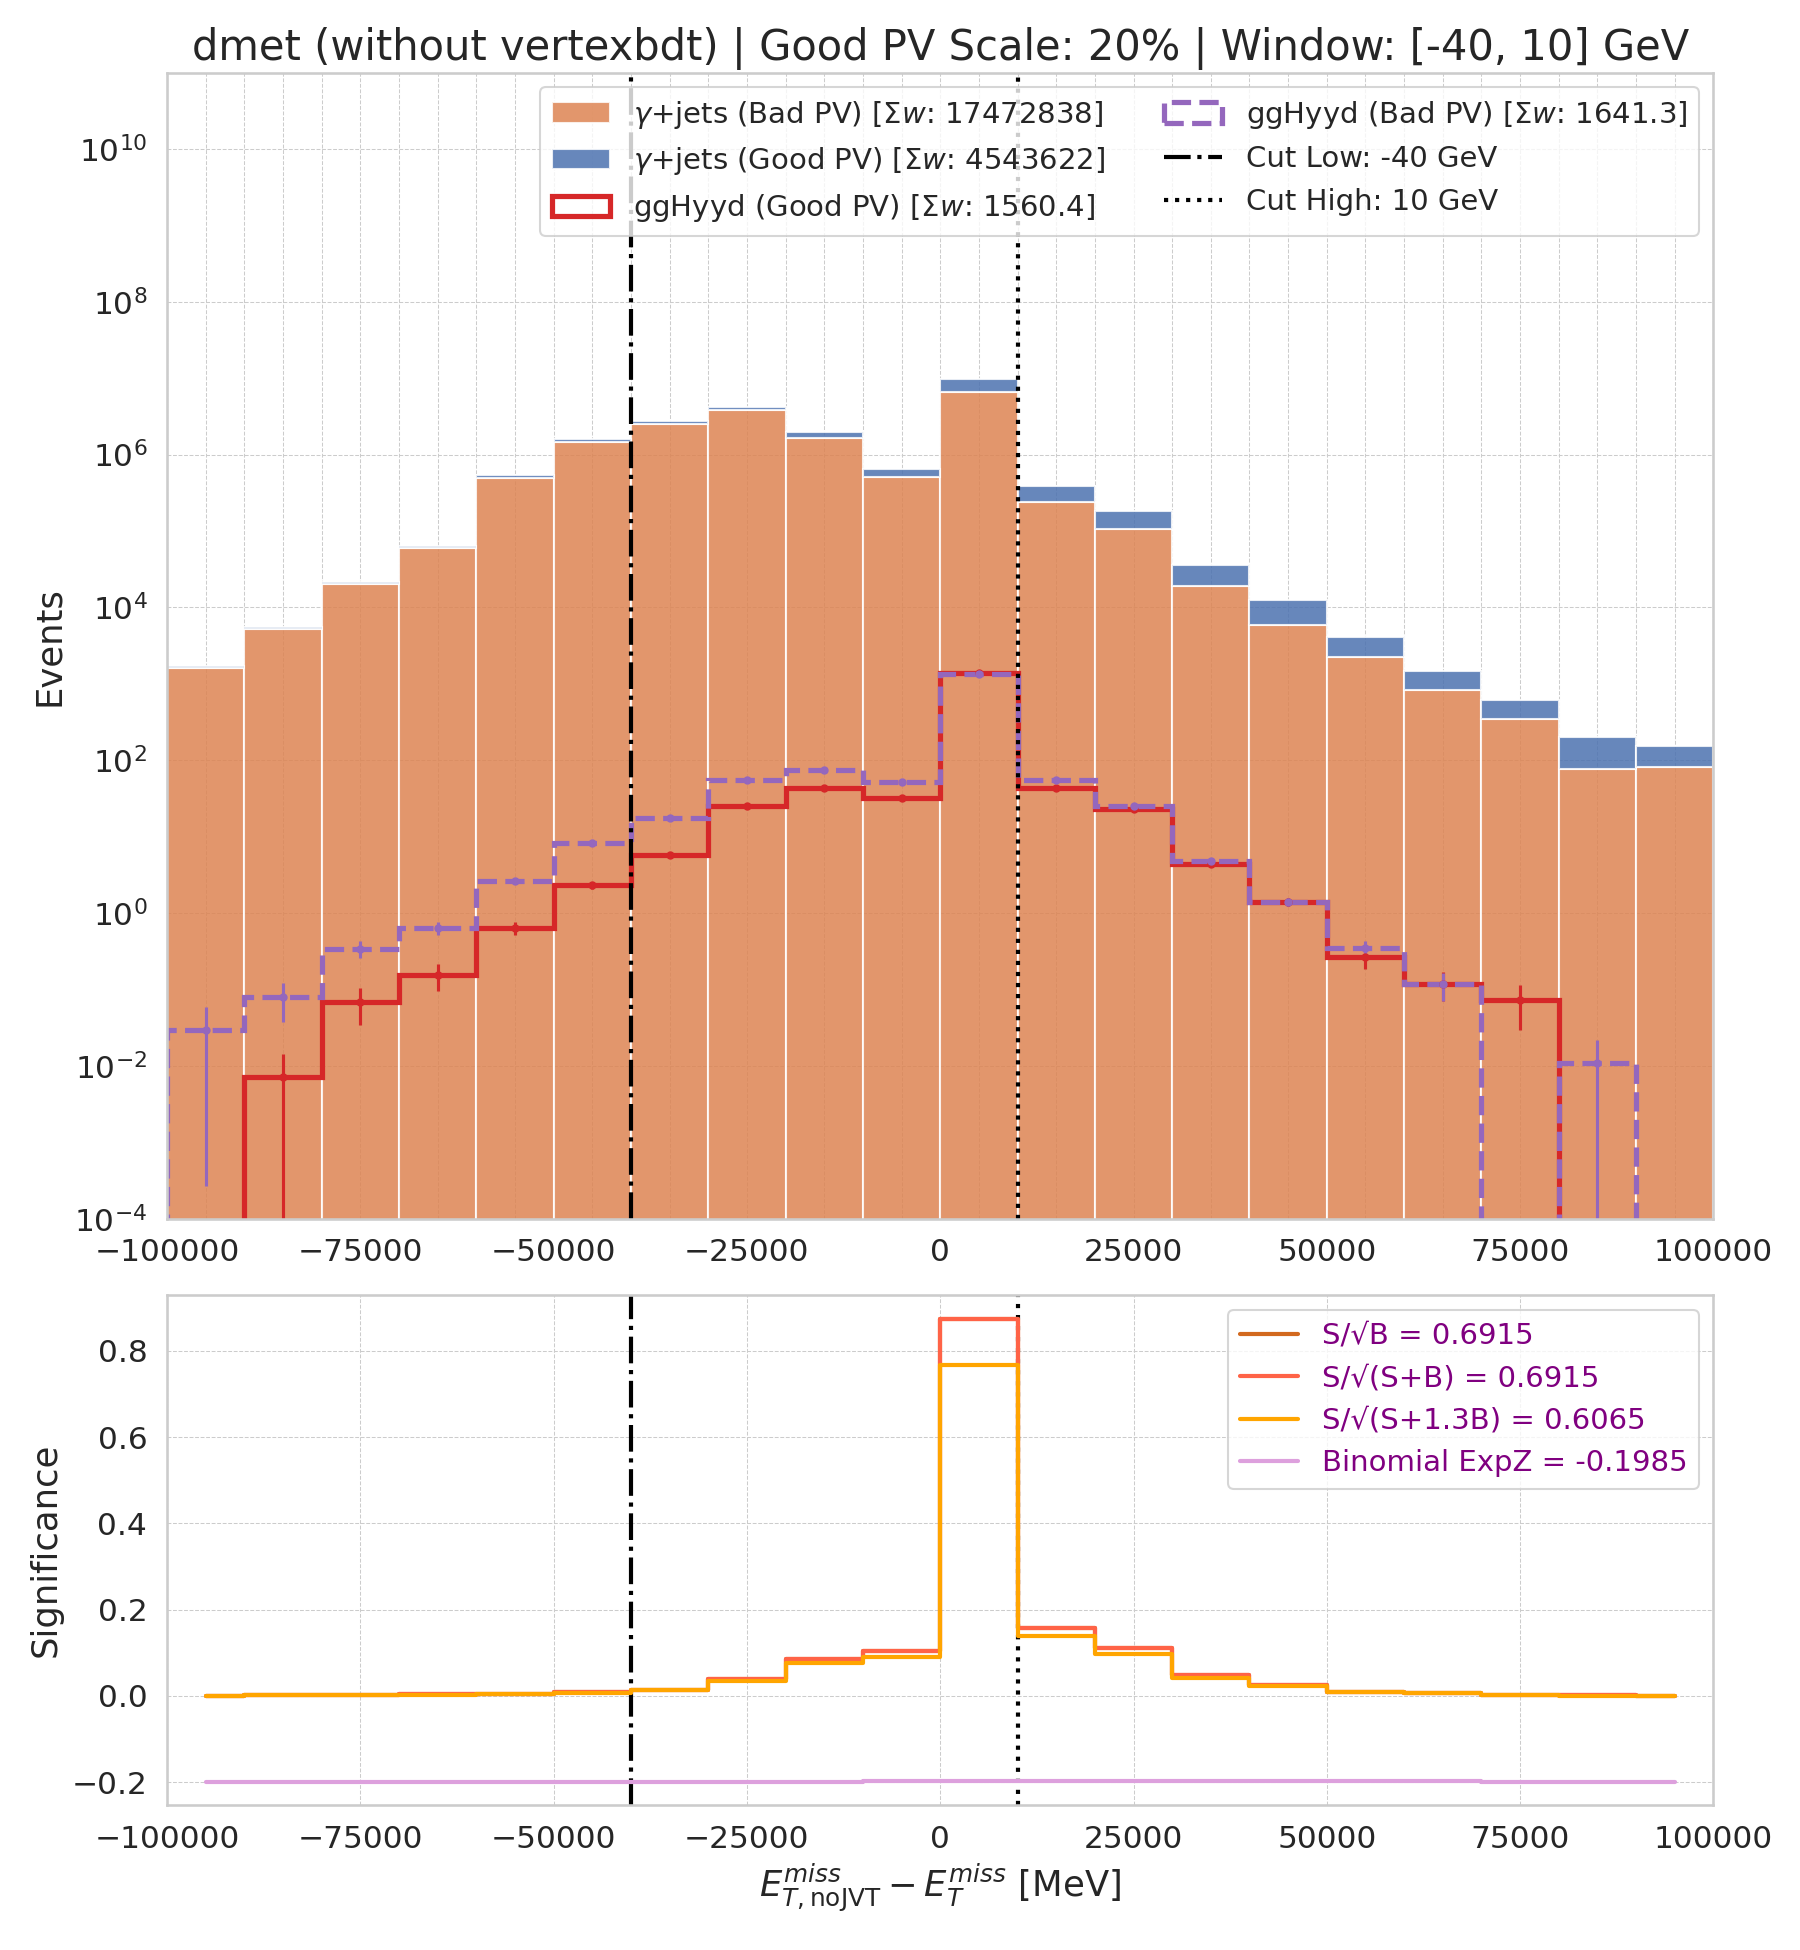 dmet (without vertexbdt) | Good PV Scale: 20% | Window: [-40, 10] GeV
γ+jets (Bad PV) [Σw: 17472838]
γ+jets (Good PV) [Σw: 4543622]
ggHyyd (Good PV) [Σw: 1560.4]
ggHyyd (Bad PV) [Σw: 1641.3]
Cut Low: -40 GeV
Cut High: 10 GeV
Events
10^10
10^8
10^6
10^4
10^2
10^0
10^−2
10^−4
−100000 −75000 −50000 −25000 0 25000 50000 75000 100000
S/√B = 0.6915
S/√(S+B) = 0.6915
S/√(S+1.3B) = 0.6065
Binomial ExpZ = -0.1985
Significance
0.8
0.6
0.4
0.2
0.0
−0.2
−100000 −75000 −50000 −25000 0 25000 50000 75000 100000
E_{T,noJVT}^{miss} − E_T^{miss} [MeV]